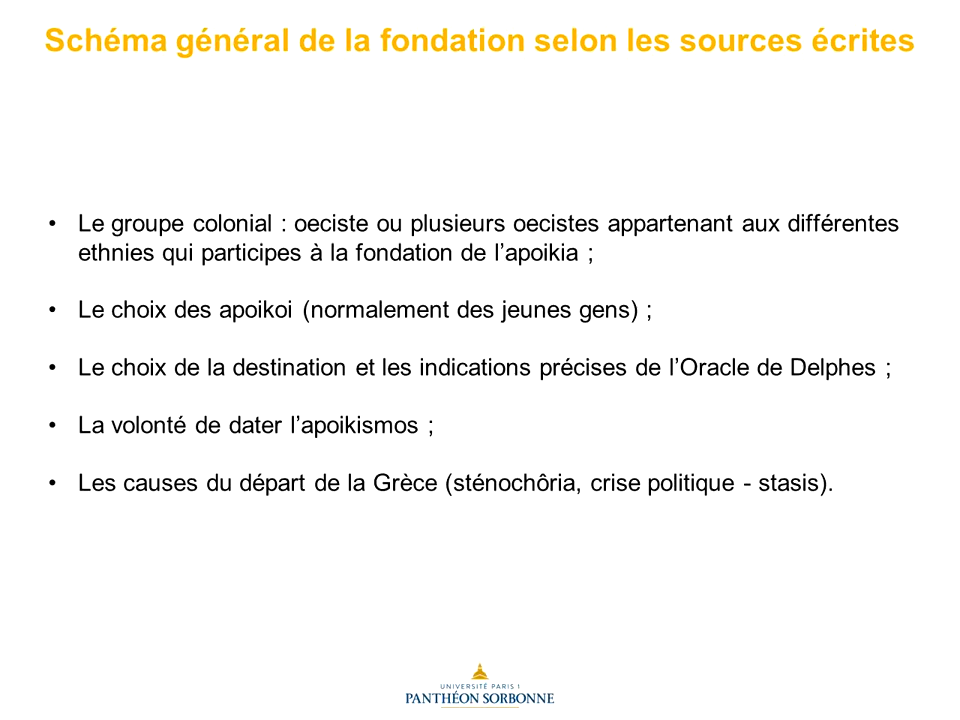 Schéma général de la fondation selon les sources écrites
• Le groupe colonial : oeciste ou plusieurs oecistes appartenant aux différentes
ethnies qui participes à la fondation de l’apoikia ;
• Le choix des apoikoi (normalement des jeunes gens) ;
• Le choix de la destination et les indications précises de l’Oracle de Delphes ;
• La volonté de dater l’apoikismos ;
• Les causes du départ de la Grèce (sténochôria, crise politique - stasis).
UNIVERSITÉ PARIS 1
PANTHÉON SORBONNE